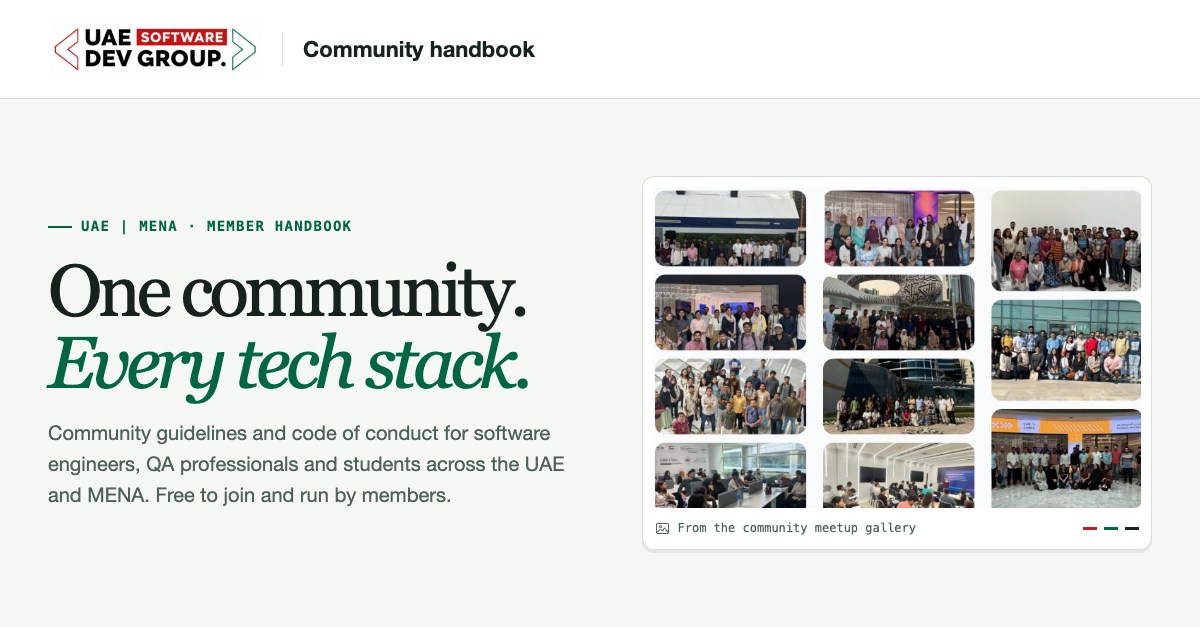 UAE SOFTWARE
DEV GROUP.
Community handbook
UAE | MENA · MEMBER HANDBOOK
One community.
Every tech stack.
Community guidelines and code of conduct for software
engineers, QA professionals and students across the UAE
and MENA. Free to join and run by members.
From the community meetup gallery